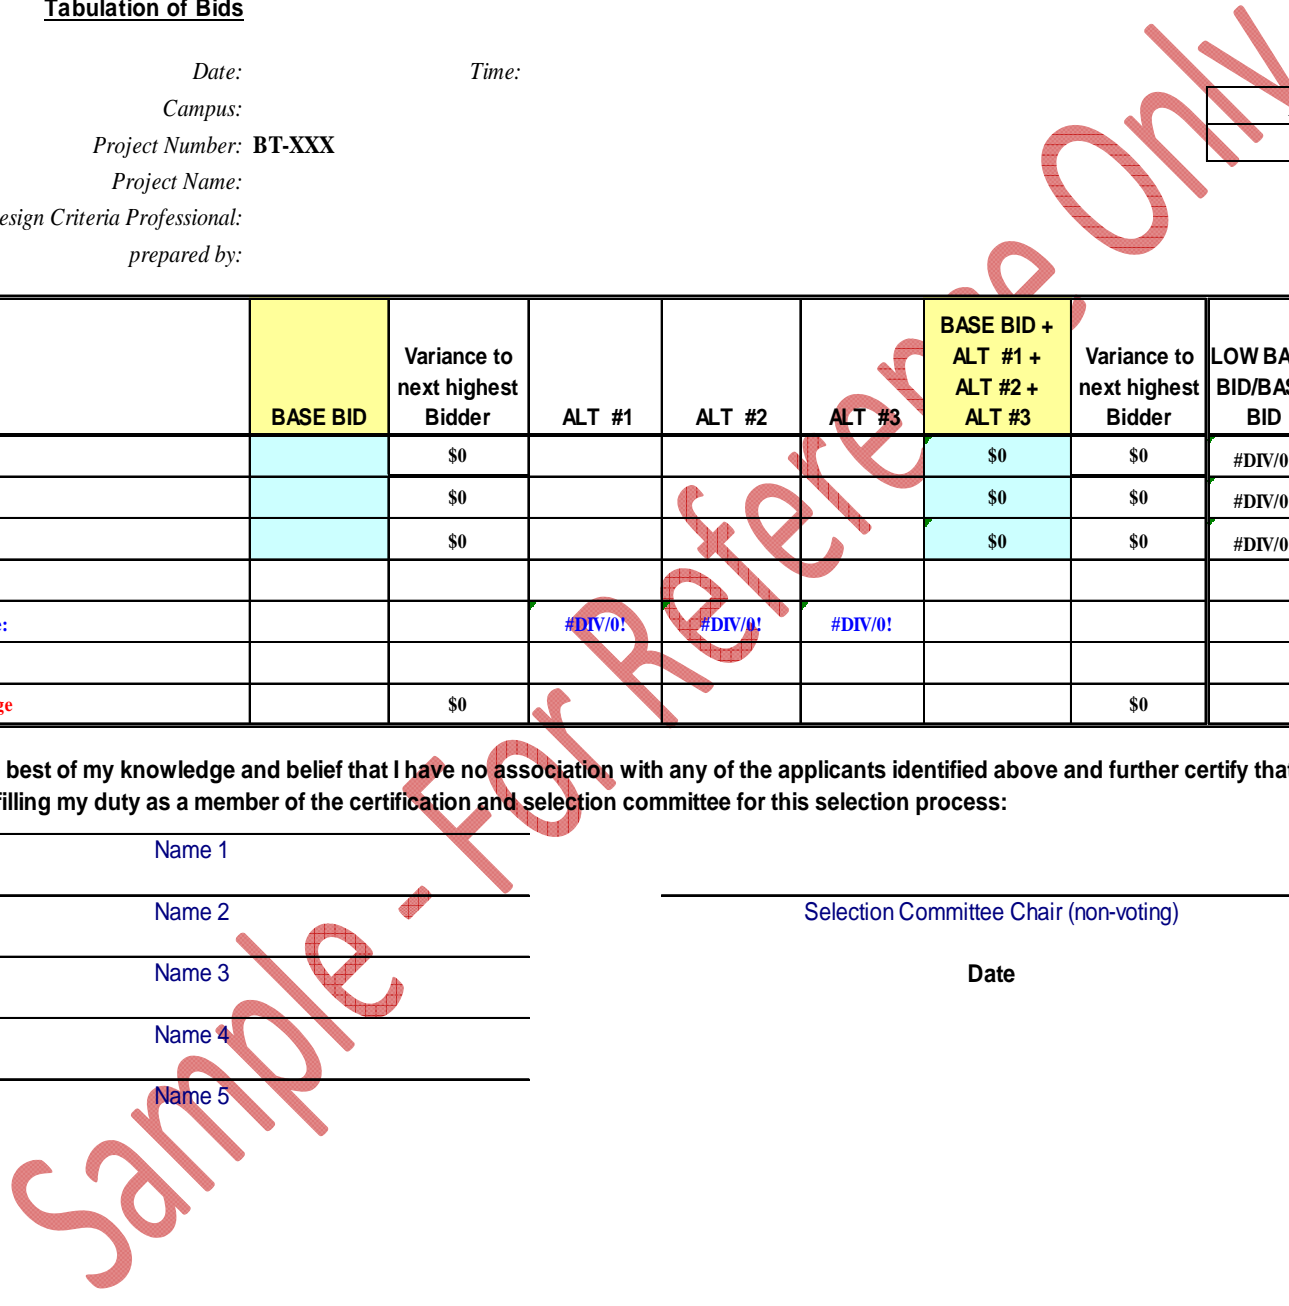 Tabulation of Bids
Date: Time:
Campus:
Project Number: BT-XXX
Project Name:
esign Criteria Professional:
prepared by:
BASE BID +
Variance to ALT #1 + Variance to LOW BA
next highest ALT #2 + next highest BID/BAS
BASE BID Bidder ALT #1 ALT #2 ALT #3 ALT #3 Bidder BID
$0 $0 $0 #DIV/0
$0 $0 $0 #DIV/0
$0 $0 $0 #DIV/0
e: #DIV/0! #DIV/0! #DIV/0!
ge $0 $0
best of my knowledge and belief that I have no association with any of the applicants identified above and further certify that
filling my duty as a member of the certification and selection committee for this selection process:
Name 1
Name 2 Selection Committee Chair (non-voting)
Name 3 Date
Name 4
Name 5
Sample - For Reference Only